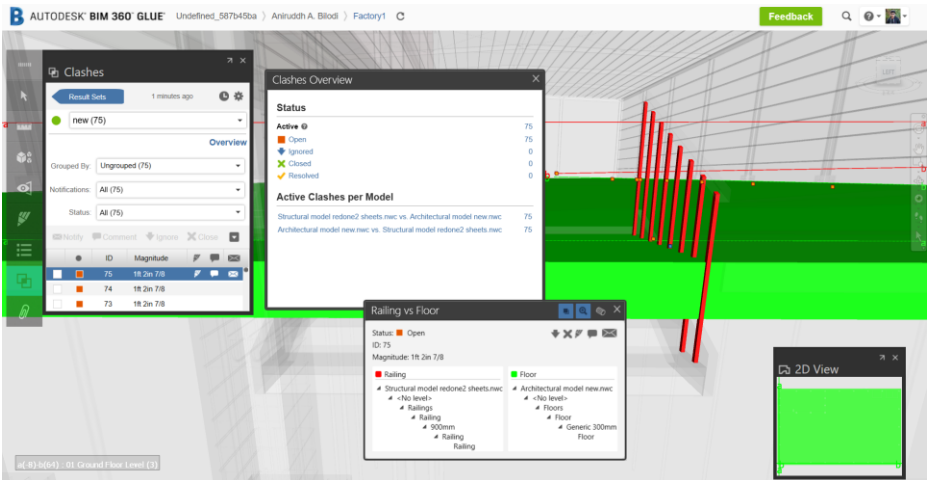 AUTODESK® BIM 360® GLUE® Undefined_587b45ba > Aniruddh A. Bilodi > Factory1
Feedback
Clashes
Result Sets 1 minutes ago
new (75)
Overview
Grouped By: Ungrouped (75)
Notifications: All (75)
Status: All (75)
Notify Comment Ignore Close
ID Magnitude
75 1ft 2in 7/8
74 1ft 2in 7/8
73 1ft 2in 7/8
Clashes Overview
Status
Active 75
Open 75
Ignored 0
Closed 0
Resolved 0
Active Clashes per Model
Structural model redone2 sheets.nwc vs. Architectural model new.nwc 75
Architectural model new.nwc vs. Structural model redone2 sheets.nwc 75
Railing vs Floor
Status: Open
ID: 75
Magnitude: 1ft 2in 7/8
Railing
Structural model redone2 sheets.nwc
<No level>
Railings
Railing
900mm
Railing
Railing
Floor
Architectural model new.nwc
<No level>
Floors
Floor
Generic 300mm
Floor
2D View
a(-8)-b(64) : 01 Ground Floor Level (3)